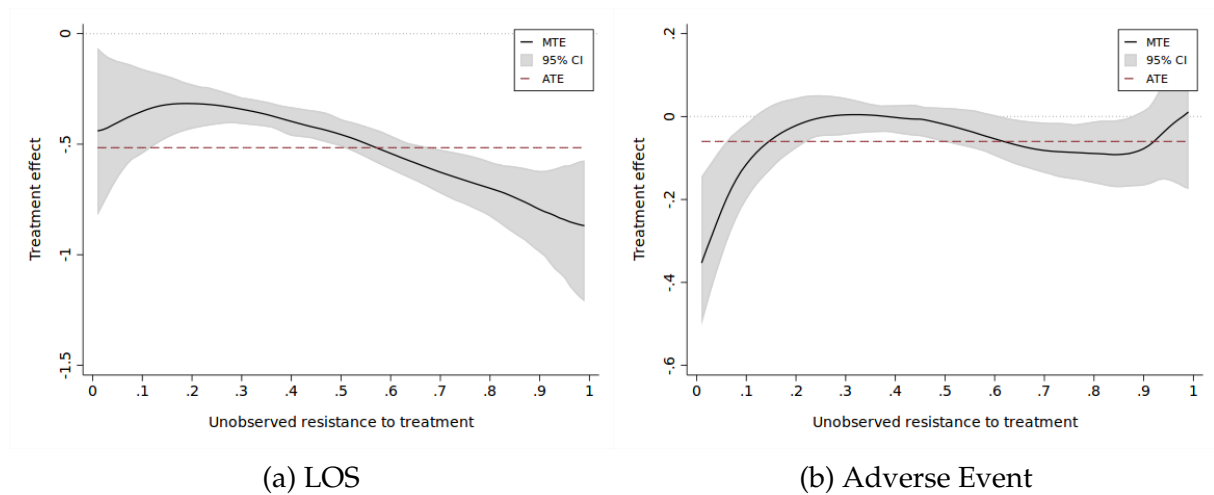 0
-.5
-1
-1.5
Treatment effect
MTE
95% CI
ATE
0 .1 .2 .3 .4 .5 .6 .7 .8 .9 1
Unobserved resistance to treatment
(a) LOS
.2
0
-.2
-.4
-.6
Treatment effect
MTE
95% CI
ATE
0 .1 .2 .3 .4 .5 .6 .7 .8 .9 1
Unobserved resistance to treatment
(b) Adverse Event